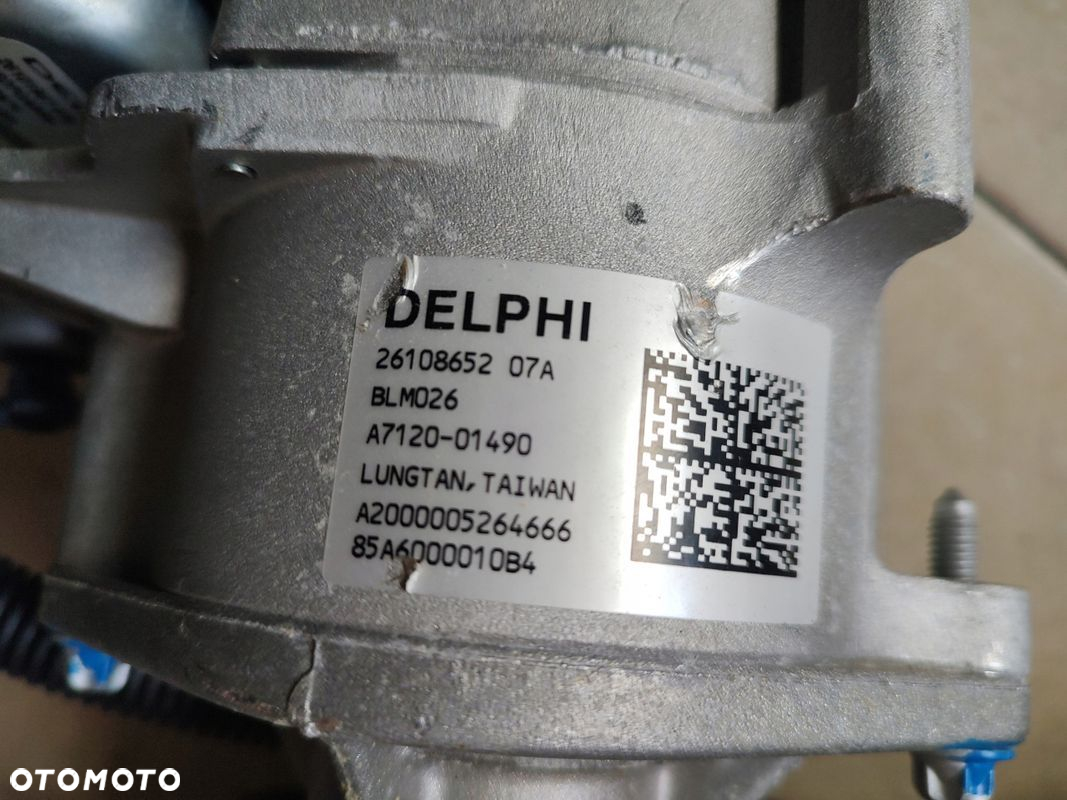 DELPHI
26108652 07A
BLM026
A7120-01490
LUNGTAN, TAIWAN
A2000005264666
85A6000010B4
OTOMOTO